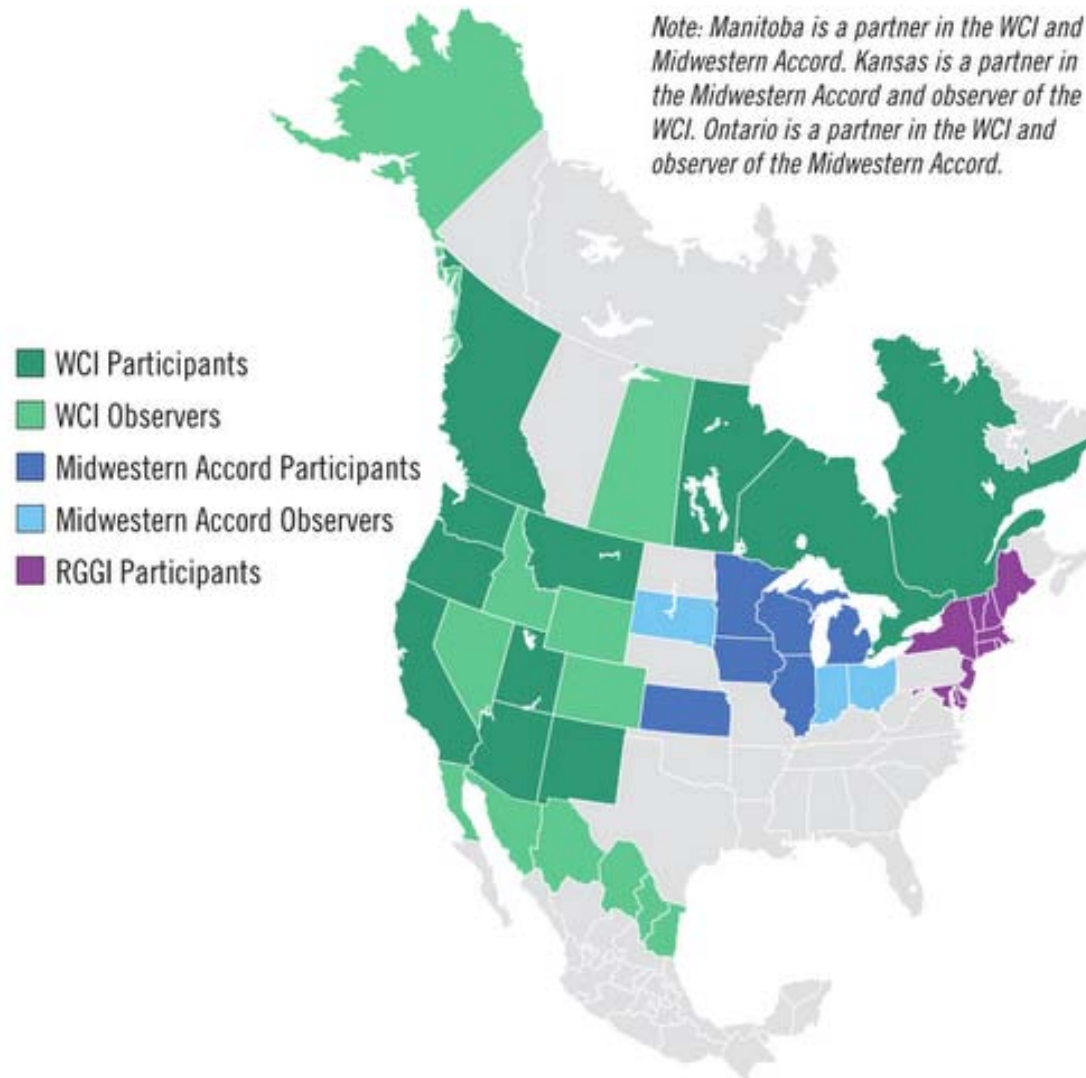 Note: Manitoba is a partner in the WCI and
Midwestern Accord. Kansas is a partner in
the Midwestern Accord and observer of the
WCI. Ontario is a partner in the WCI and
observer of the Midwestern Accord.
WCI Participants
WCI Observers
Midwestern Accord Participants
Midwestern Accord Observers
RGGI Participants